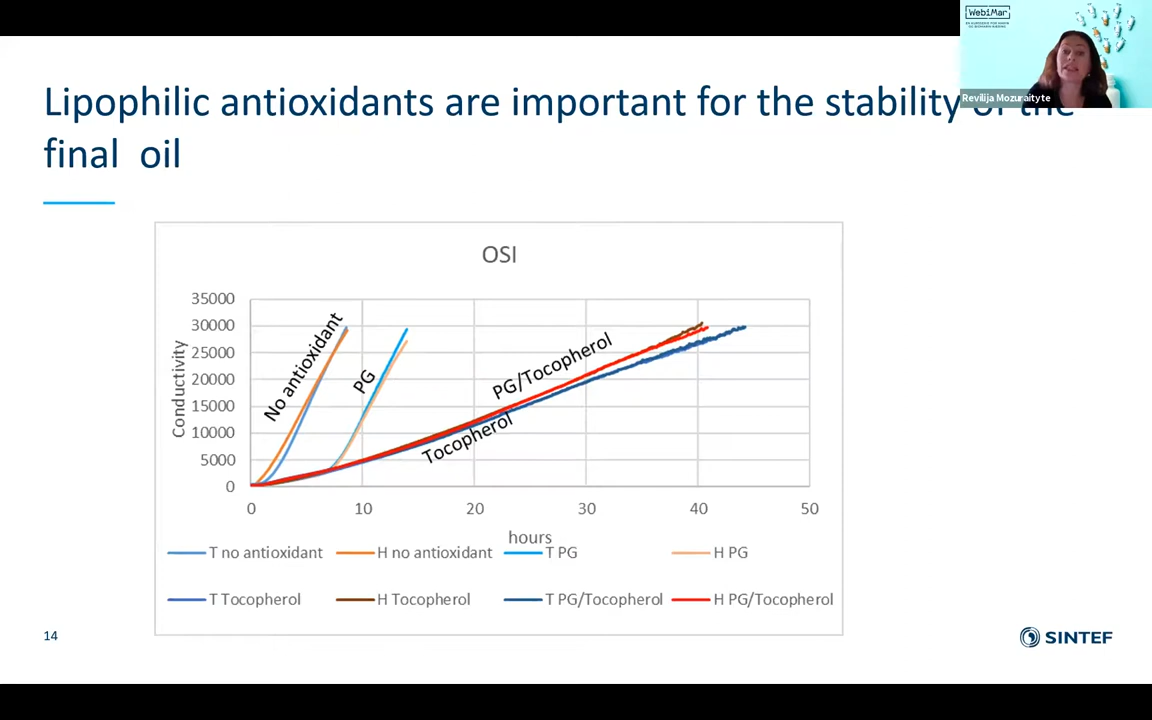 WebiMar
Revilija Mozuraityte
Lipophilic antioxidants are important for the stability of the
final oil
OSI
35000
30000
25000
20000
15000
10000
5000
0
Conductivity
No antioxidant
PG
PG/Tocopherol
Tocopherol
0 10 20 30 40 50
hours
T no antioxidant H no antioxidant T PG H PG
T Tocopherol H Tocopherol T PG/Tocopherol H PG/Tocopherol
14
SINTEF